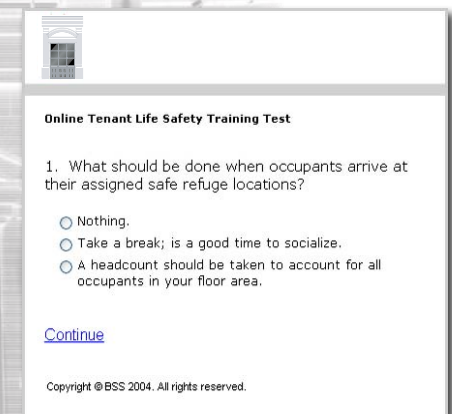 Online Tenant Life Safety Training Test
1. What should be done when occupants arrive at
their assigned safe refuge locations?
Nothing.
Take a break; is a good time to socialize.
A headcount should be taken to account for all
occupants in your floor area.
Continue
Copyright © BSS 2004. All rights reserved.